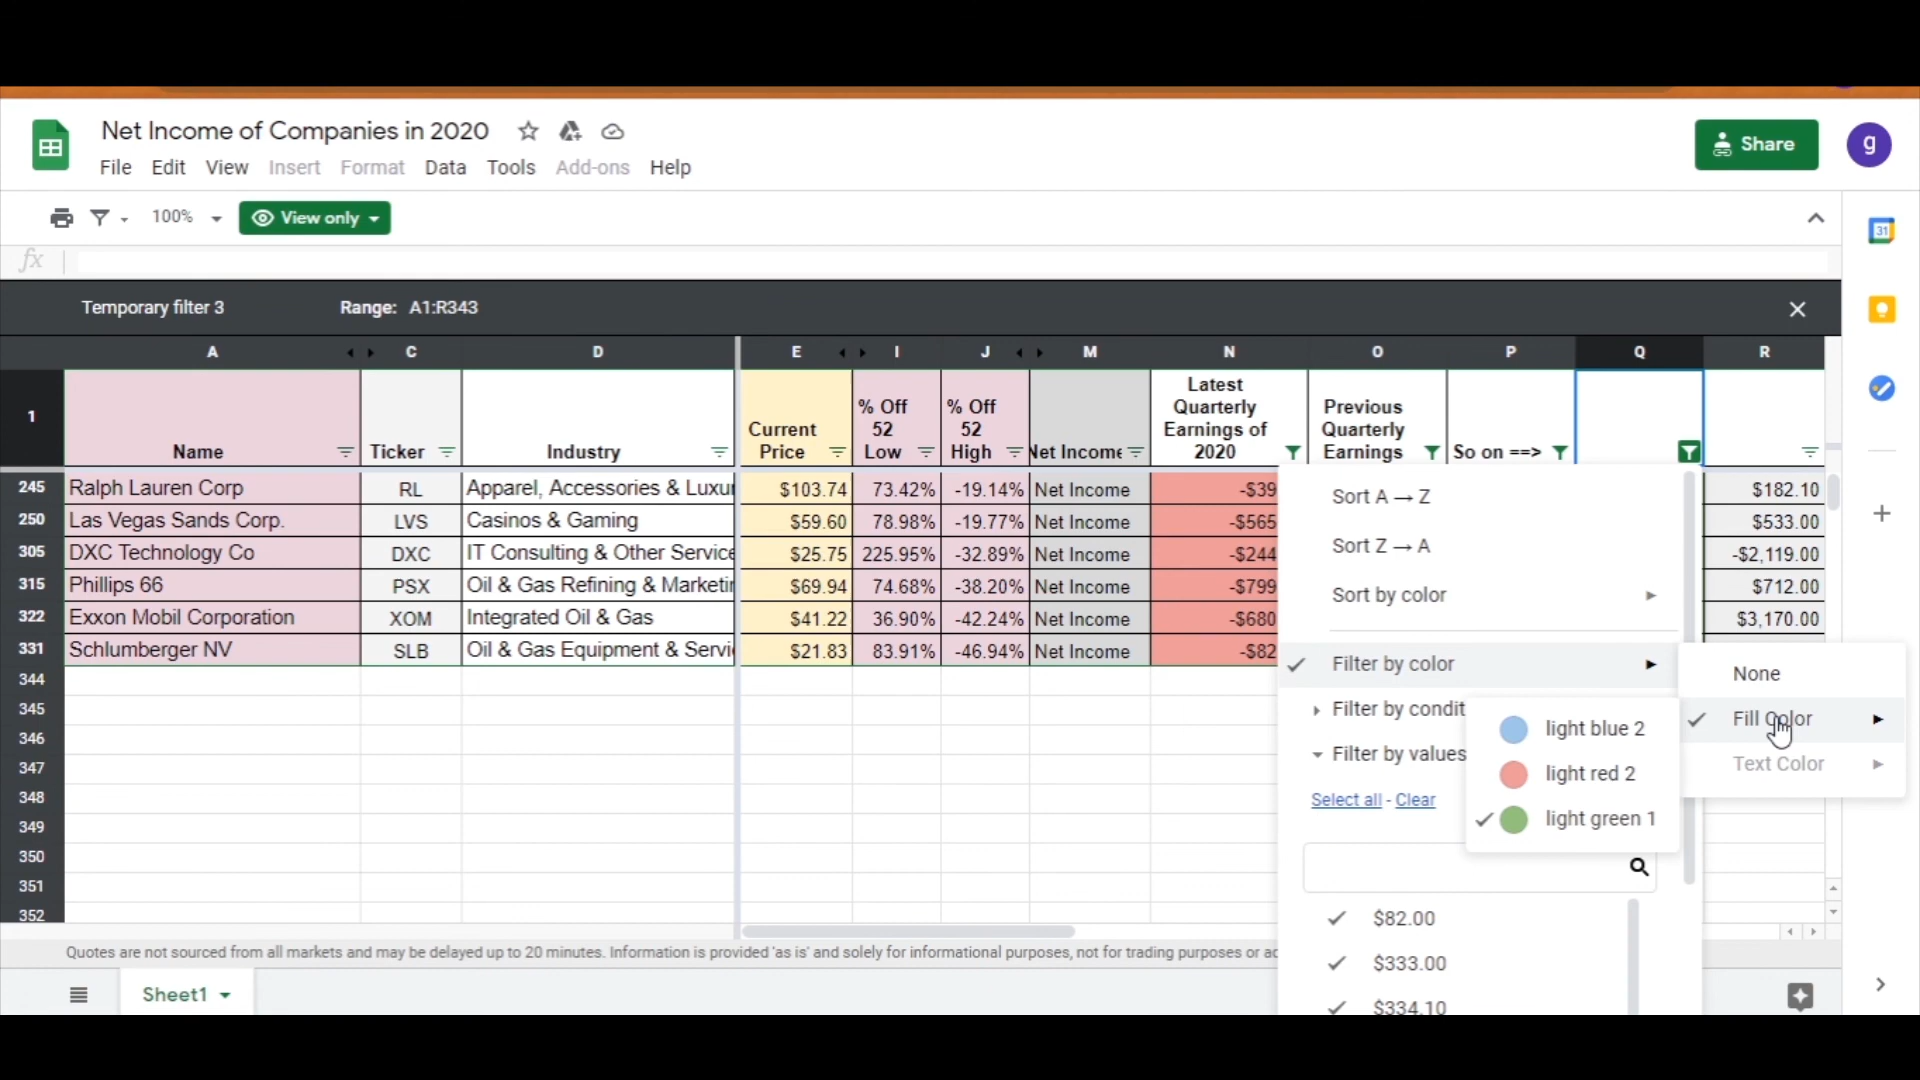 Net Income of Companies in 2020
File Edit View Insert Format Data Tools Add-ons Help
Share
g
100%
View only
31
fx
Temporary filter 3 Range: A1:R343
A C D E I J M N O P Q R
1
Name
Ticker
Industry
Current
Price
% Off
52
Low
% Off
52
High
Net Income
Latest
Quarterly
Earnings of
2020
Previous
Quarterly
Earnings
So on ==>
245 Ralph Lauren Corp RL Apparel, Accessories & Luxu $103.74 73.42% -19.14% Net Income -$39 $182.10
250 Las Vegas Sands Corp. LVS Casinos & Gaming $59.60 78.98% -19.77% Net Income -$565 $533.00
305 DXC Technology Co DXC IT Consulting & Other Service $25.75 225.95% -32.89% Net Income -$244 -$2,119.00
315 Phillips 66 PSX Oil & Gas Refining & Marketin $69.94 74.68% -38.20% Net Income -$799 $712.00
322 Exxon Mobil Corporation XOM Integrated Oil & Gas $41.22 36.90% -42.24% Net Income -$680 $3,170.00
331 Schlumberger NV SLB Oil & Gas Equipment & Servi $21.83 83.91% -46.94% Net Income -$82
344
345
346
347
348
349
350
351
352
Sort A → Z
Sort Z → A
Sort by color
Filter by color
Filter by condit
Filter by values
Select all - Clear
$82.00
$333.00
$334.10
None
Fill Color
Text Color
light blue 2
light red 2
light green 1
Quotes are not sourced from all markets and may be delayed up to 20 minutes. Information is provided 'as is' and solely for informational purposes, not for trading purposes or ad
Sheet1